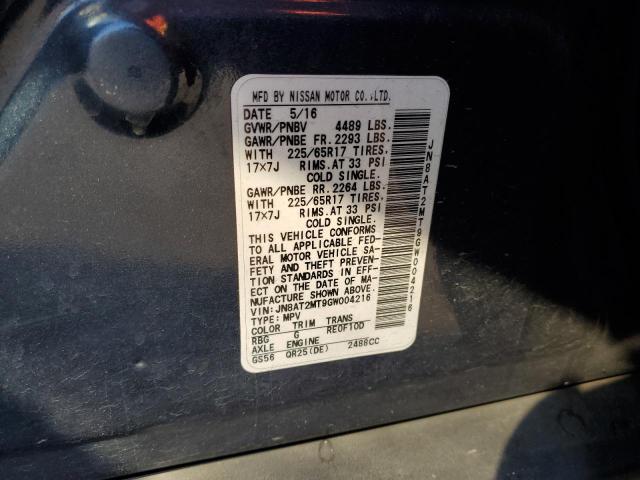 MFD BY NISSAN MOTOR CO.,LTD.
DATE 5/16
GVWR/PNBV 4489 LBS.
GAWR/PNBE FR.2293 LBS.
WITH 225/65R17 TIRES.
17×7J RIMS.AT 33 PSI
COLD SINGLE.
GAWR/PNBE RR.2264 LBS.
WITH 225/65R17 TIRES.
17×7J RIMS.AT 33 PSI
COLD SINGLE.
THIS VEHICLE CONFORMS
TO ALL APPLICABLE FED-
ERAL MOTOR VEHICLE SA-
FETY AND THEFT PREVEN-
TION STANDARDS IN EFF-
ECT ON THE DATE OF MA-
NUFACTURE SHOWN ABOVE.
VIN:JN8AT2MT9GW004216
TYPE:MPV
COLOR TRIM TRANS
RBG G RE0F10D
AXLE ENGINE
GS56 QR25(DE) 2488CC
JN8AT2MT9GW004216